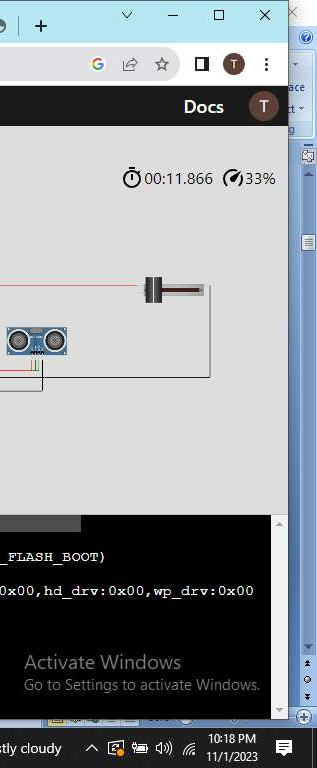 T
Docs
T
ace
00:11.866
33%
_FLASH_BOOT)
0x00,hd_drv:0x00,wp_drv:0x00
Activate Windows
Go to Settings to activate Windows.
stly cloudy
10:18 PM
11/1/2023